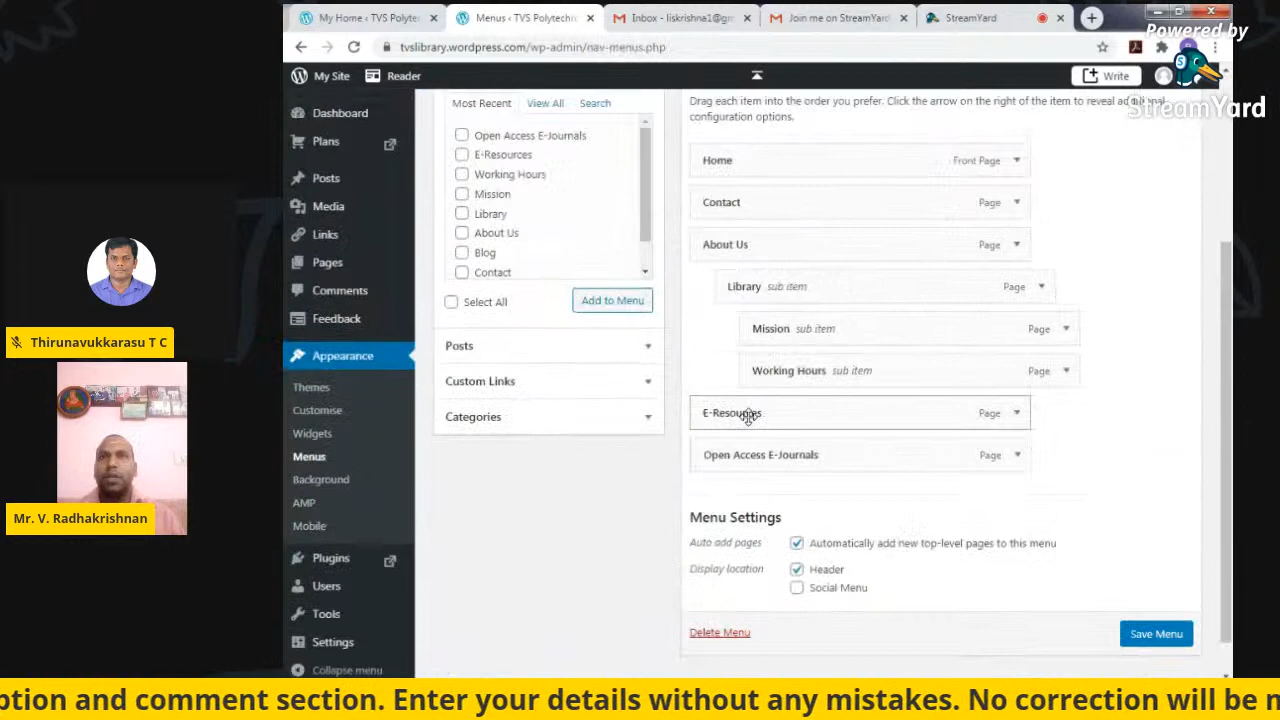 My Home ‹ TVS Polyte
Menus ‹ TVS Polytechn
Inbox - liskrishna1@gm
Join me on StreamYard
StreamYard
tvslibrary.wordpress.com/wp-admin/nav-menus.php
Powered by
StreamYard
My Site
Reader
Write
Dashboard
Plans
Posts
Media
Links
Pages
Comments
Feedback
Appearance
Themes
Customise
Widgets
Menus
Background
AMP
Mobile
Plugins
Users
Tools
Settings
Collapse menu
Most Recent
View All
Search
Open Access E-Journals
E-Resources
Working Hours
Mission
Library
About Us
Blog
Contact
Select All
Add to Menu
Posts
Custom Links
Categories
Drag each item into the order you prefer. Click the arrow on the right of the item to reveal additional
configuration options.
Home Front Page
Contact Page
About Us Page
Library sub item Page
Mission sub item Page
Working Hours sub item Page
E-Resources Page
Open Access E-Journals Page
Menu Settings
Auto add pages Automatically add new top-level pages to this menu
Display location Header
Social Menu
Delete Menu
Save Menu
Thirunavukkarasu T C
Mr. V. Radhakrishnan
ption and comment section. Enter your details without any mistakes. No correction will be